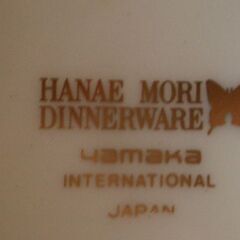 HANAE MORI
DINNERWARE
yamaka
INTERNATIONAL
JAPAN